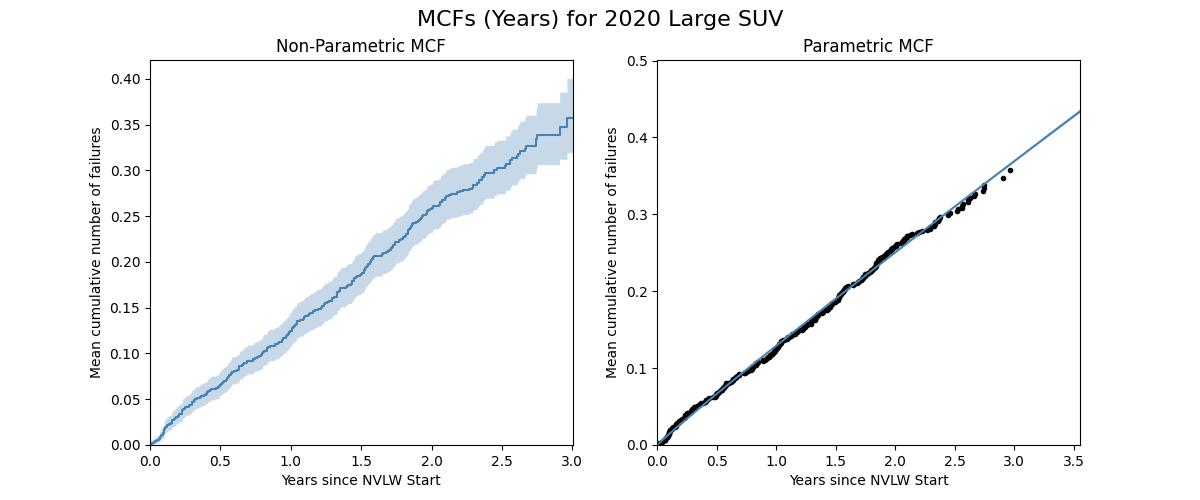 MCFs (Years) for 2020 Large SUV
Non-Parametric MCF
Mean cumulative number of failures
0.40
0.35
0.30
0.25
0.20
0.15
0.10
0.05
0.00
0.0 0.5 1.0 1.5 2.0 2.5 3.0
Years since NVLW Start
Parametric MCF
Mean cumulative number of failures
0.5
0.4
0.3
0.2
0.1
0.0
0.0 0.5 1.0 1.5 2.0 2.5 3.0 3.5
Years since NVLW Start